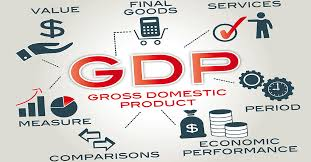 VALUE
FINAL
GOODS
SERVICES
GDP
GROSS DOMESTIC
PRODUCT
MEASURE
PERIOD
COMPARISONS
ECONOMIC
PERFORMANCE